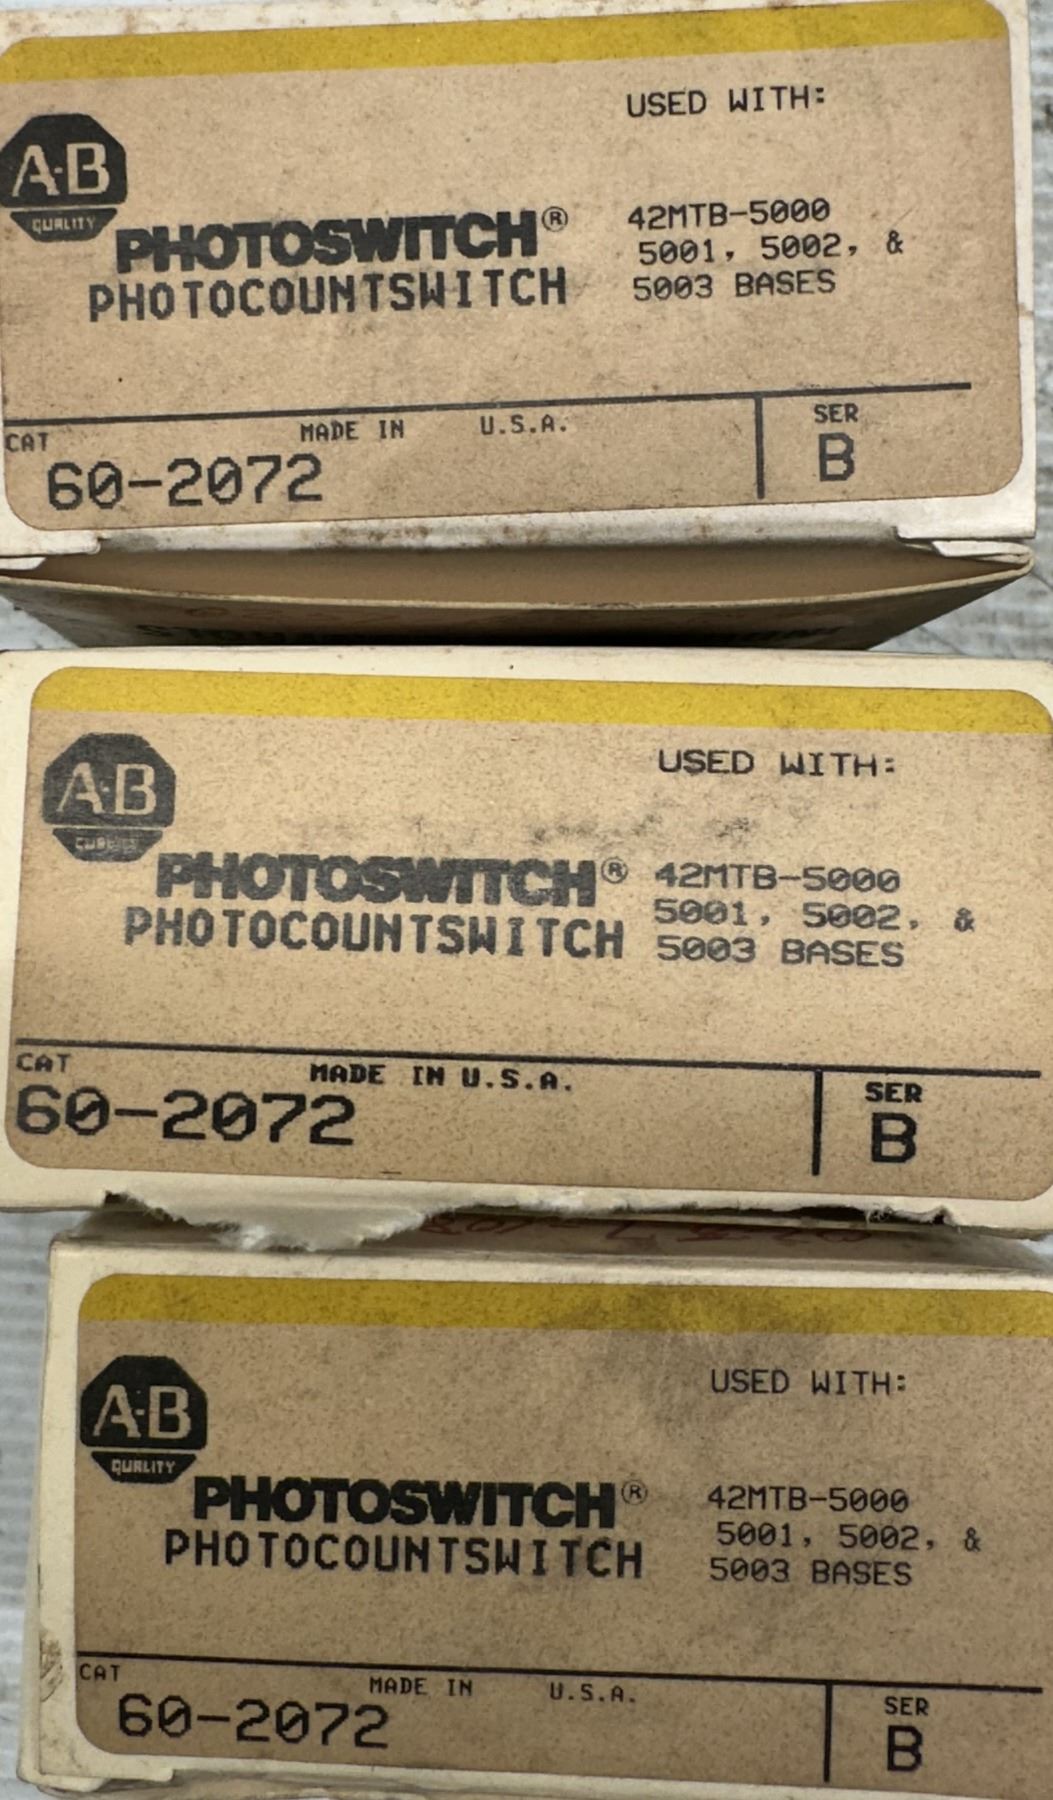 USED WITH:
A-B
QUALITY
PHOTOSWITCH®
PHOTOCOUNTSWITCH
42MTB-5000
5001, 5002, &
5003 BASES
CAT
MADE IN U.S.A.
60-2072
SER
B
USED WITH:
A-B
PHOTOSWITCH®
PHOTOCOUNTSWITCH
42MTB-5000
5001, 5002, &
5003 BASES
CAT
MADE IN U.S.A.
60-2072
SER
B
USED WITH:
A-B
QUALITY
PHOTOSWITCH®
PHOTOCOUNTSWITCH
42MTB-5000
5001, 5002, &
5003 BASES
CAT
MADE IN U.S.A.
60-2072
SER
B